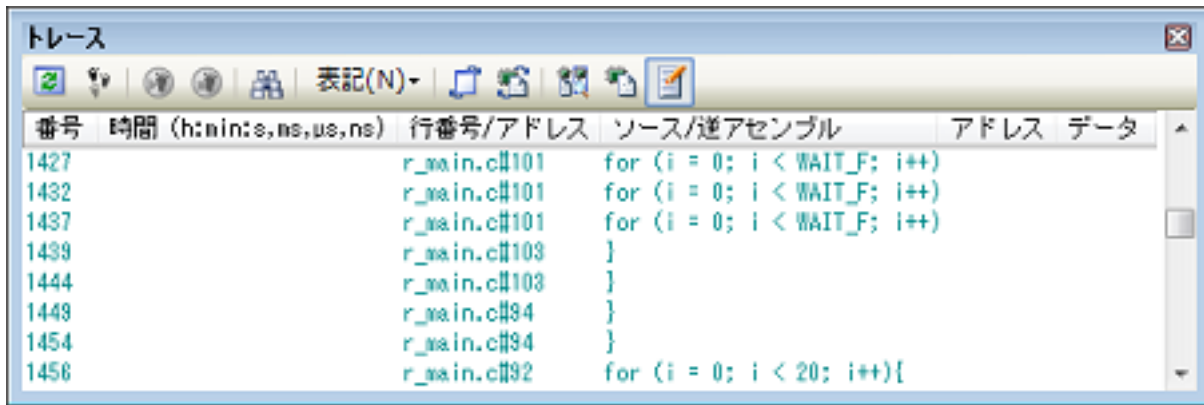 トレース
表記(N)
番号 時間 (h:min:s,ms,μs,ns) 行番号/アドレス ソース/逆アセンブル アドレス データ
1427 r_main.c#101 for (i = 0; i < WAIT_F; i++)
1432 r_main.c#101 for (i = 0; i < WAIT_F; i++)
1437 r_main.c#101 for (i = 0; i < WAIT_F; i++)
1439 r_main.c#103 }
1444 r_main.c#103 }
1449 r_main.c#94 }
1454 r_main.c#94 }
1456 r_main.c#92 for (i = 0; i < 20; i++){